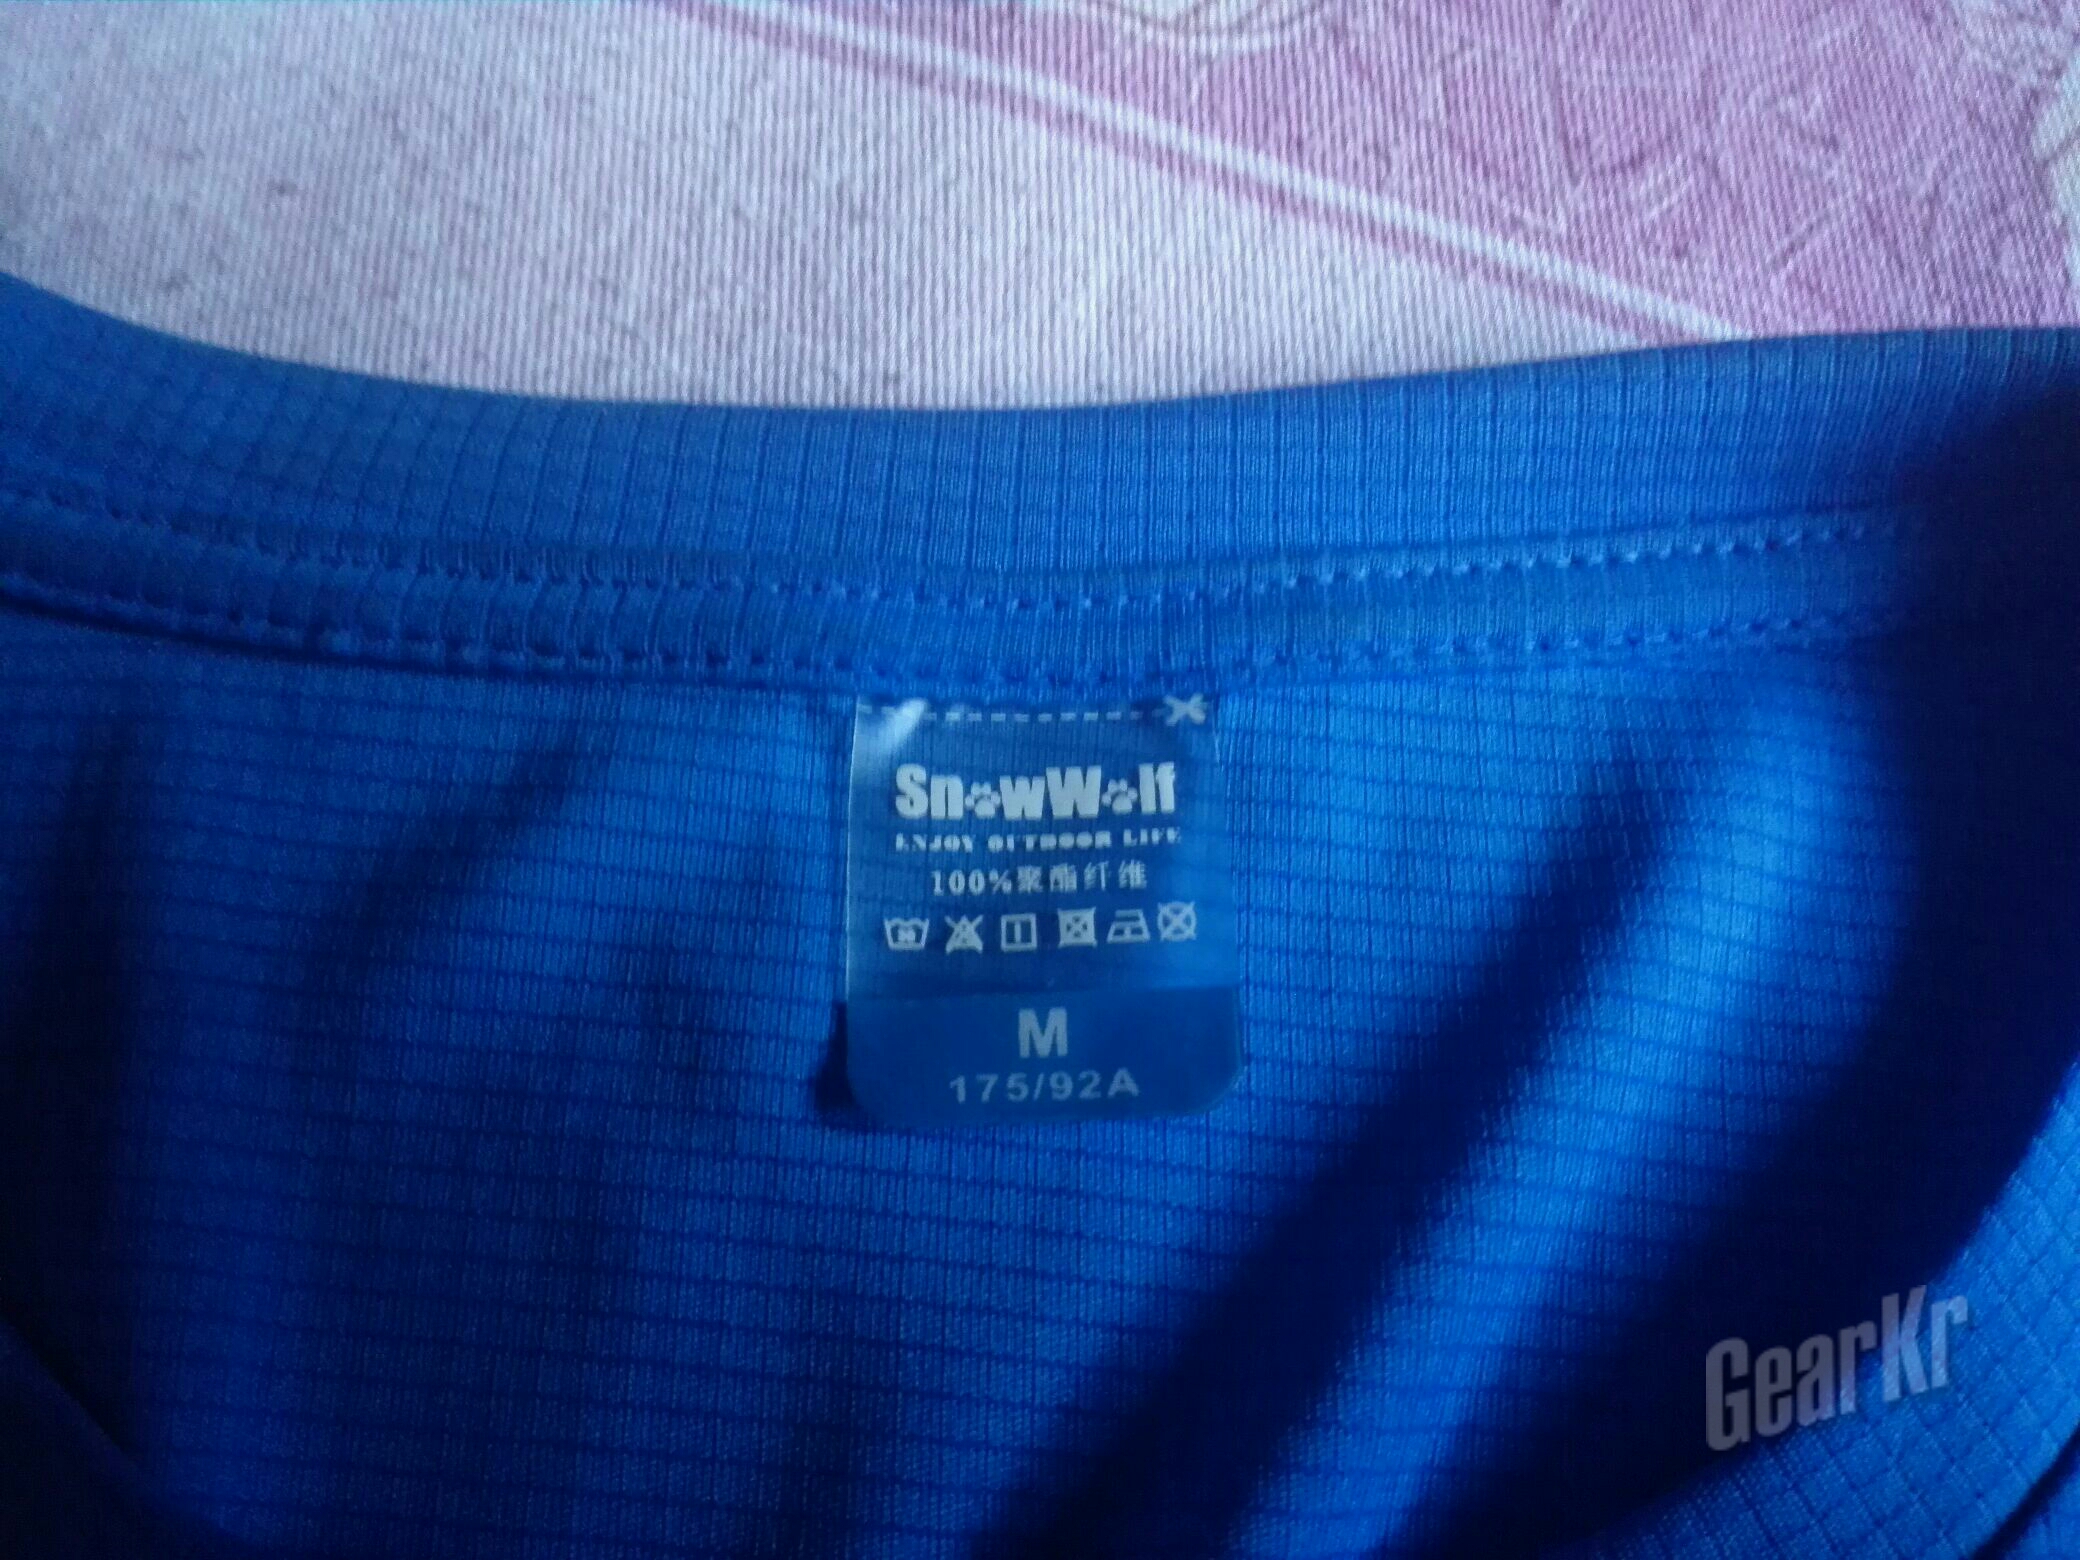 SnowWolf
ENJOY OUTDOOR LIFE
100%聚酯纤维
M
175/92A
GearKr